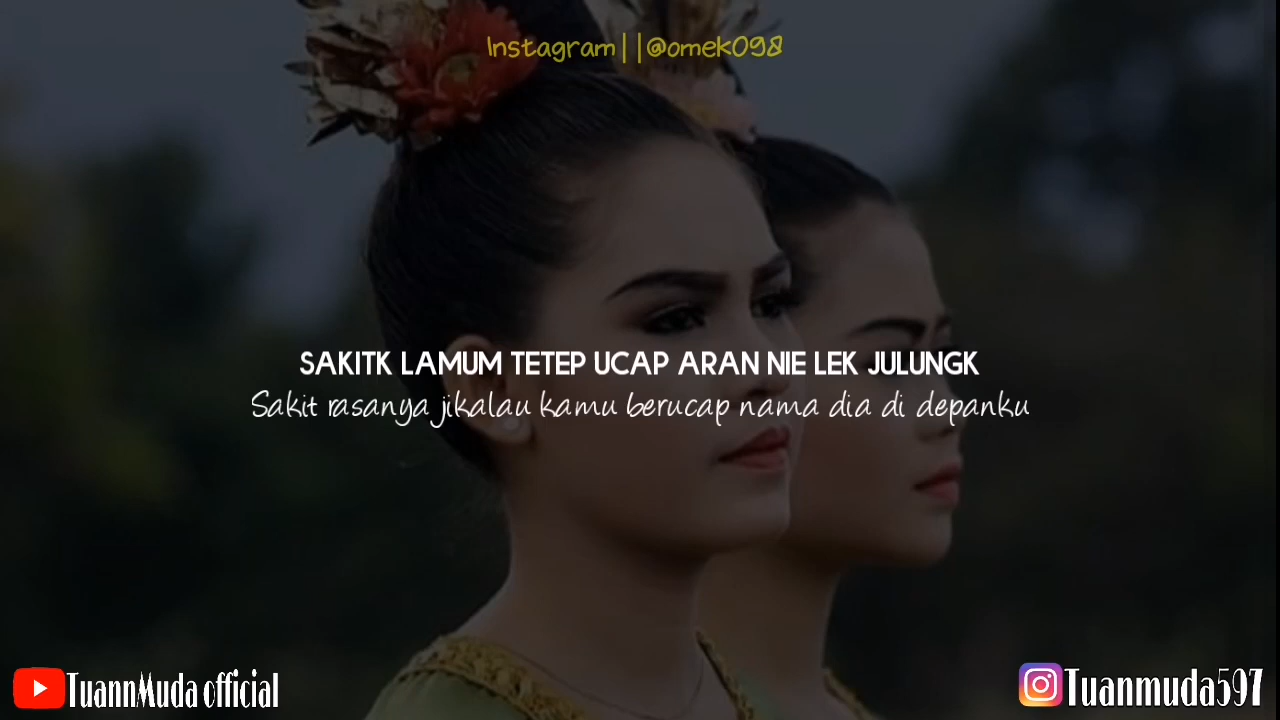 Instagram||@omek098
SAKITK LAMUM TETEP UCAP ARAN NIE LEK JULUNGK
Sakit rasanya jikalau kamu berucap nama dia di depanku
TuannMuda official
Tuanmuda597